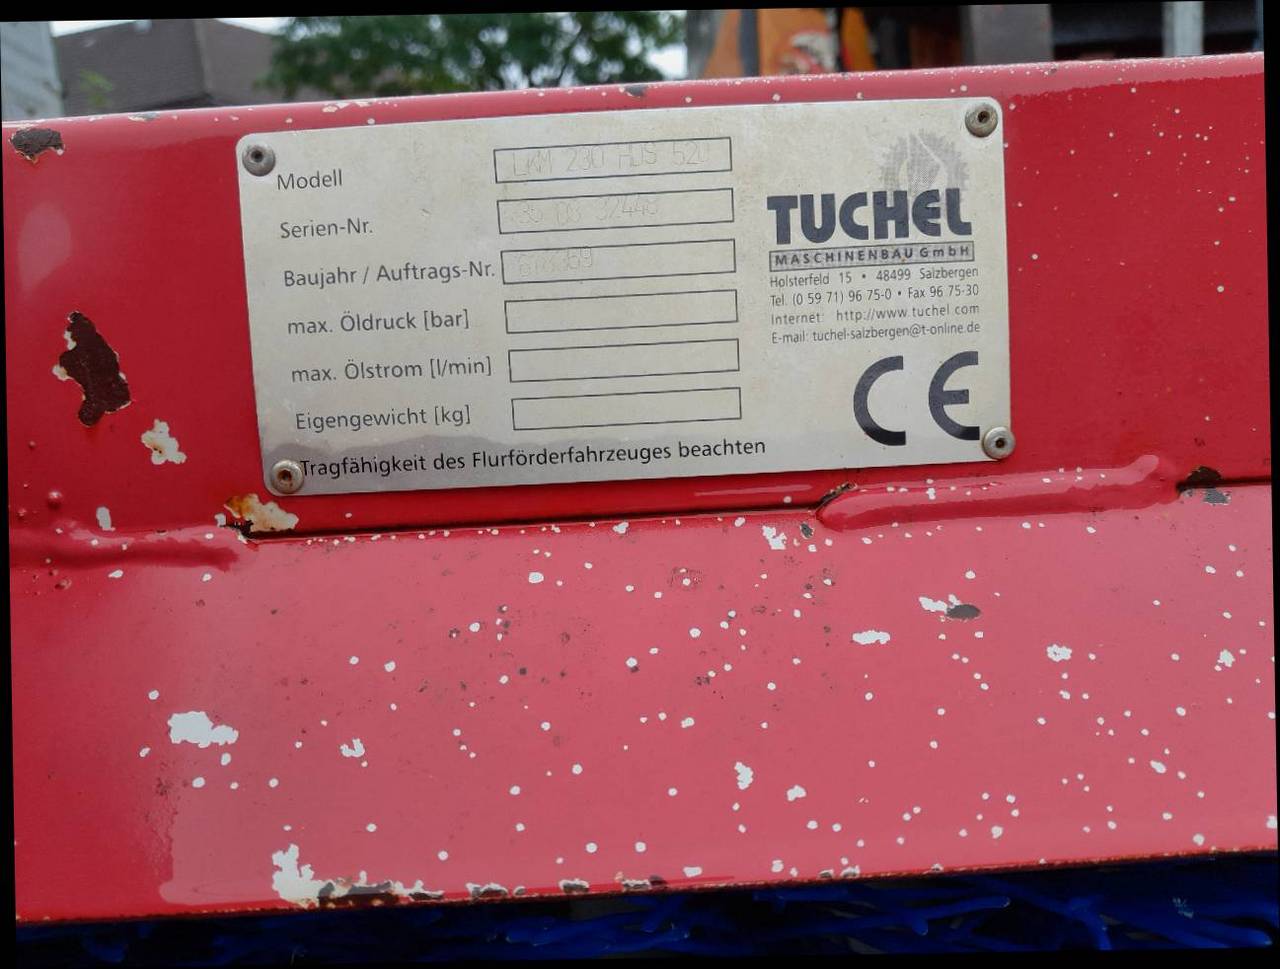 Modell LKM 230 HDS 520
Serien-Nr. 32448
Baujahr / Auftrags-Nr.
max. Öldruck [bar]
max. Ölstrom [l/min]
Eigengewicht [kg]
Tragfähigkeit des Flurförderfahrzeuges beachten
TUCHEL
MASCHINENBAU GmbH
Holsterfeld 15 • 48499 Salzbergen
Tel. (0 59 71) 96 75-0 • Fax 96 75-30
Internet: http://www.tuchel.com
E-mail: tuchel-salzbergen@t-online.de
CE